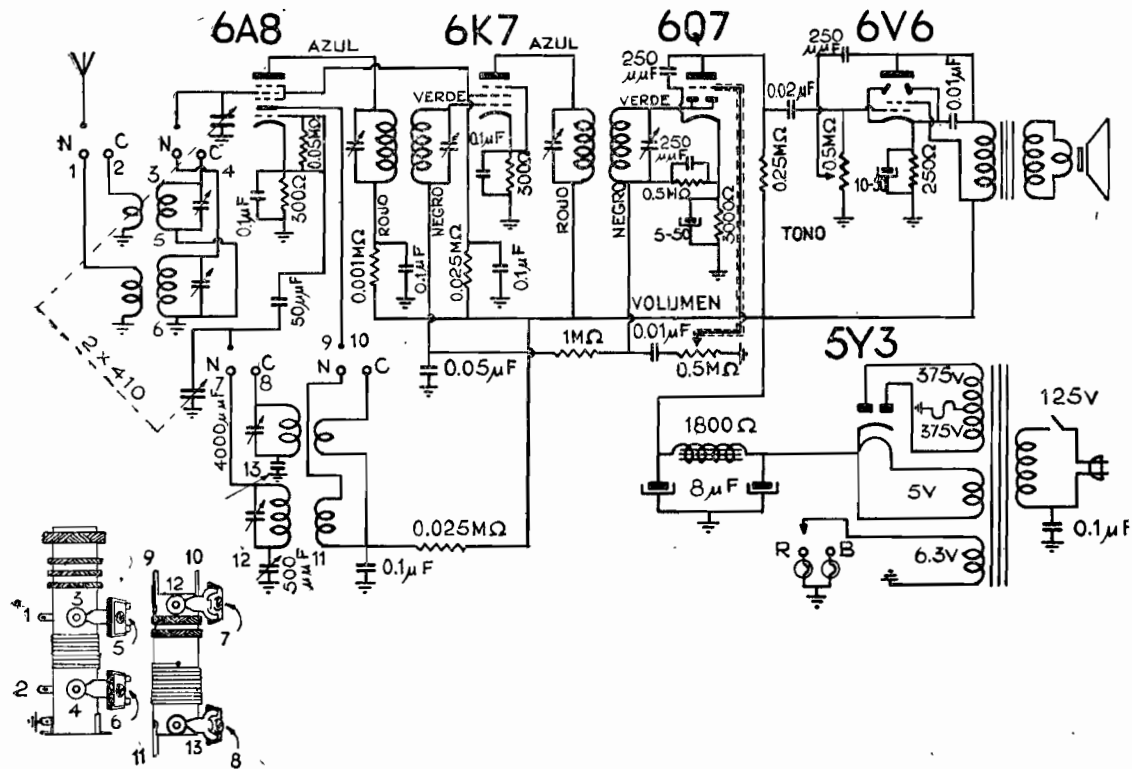 6A8
6K7
6Q7
6V6
AZUL
AZUL
250 μμF
250 μμF
VERDE
VERDE
0.02μF
0.01μF
N
C
1
2
N
C
3
4
5
6
0.05MΩ
300Ω
0.1μF
ROJO
NEGRO
0.1μF
300Ω
ROJO
NEGRO
250 μμF
0.5MΩ
5-50
3000Ω
0.25MΩ
0.5MΩ
10-50
250Ω
TONO
50μμF
0.001MΩ
0.1μF
0.025MΩ
0.1μF
VOLUMEN
2 x 410
N
C
7
8
9
10
N
C
0.05μF
1MΩ
0.01μF
0.5MΩ
5Y3
375V
375V
125V
4000μμF
13
1800Ω
8μF
5V
12
500 μμF
11
0.025MΩ
0.1μF
6.3V
R
B
0.1μF
1
2
3
4
5
6
9
10
12
7
11
13
8